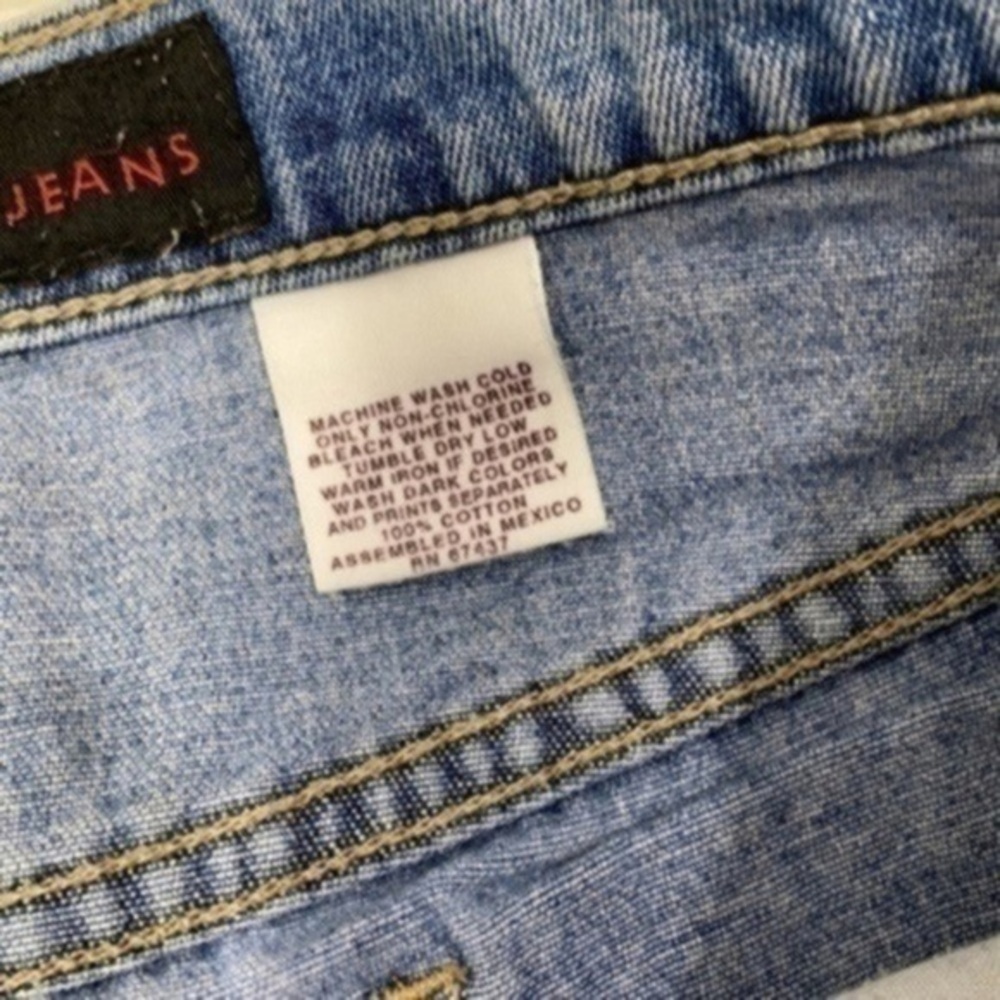 JEANS
MACHINE WASH COLD
ONLY NON-CHLORINE
BLEACH WHEN NEEDED
TUMBLE DRY LOW
WARM IRON IF DESIRED
WASH DARK COLORS
AND PRINTS SEPARATELY
100% COTTON
ASSEMBLED IN MEXICO
RN 67437